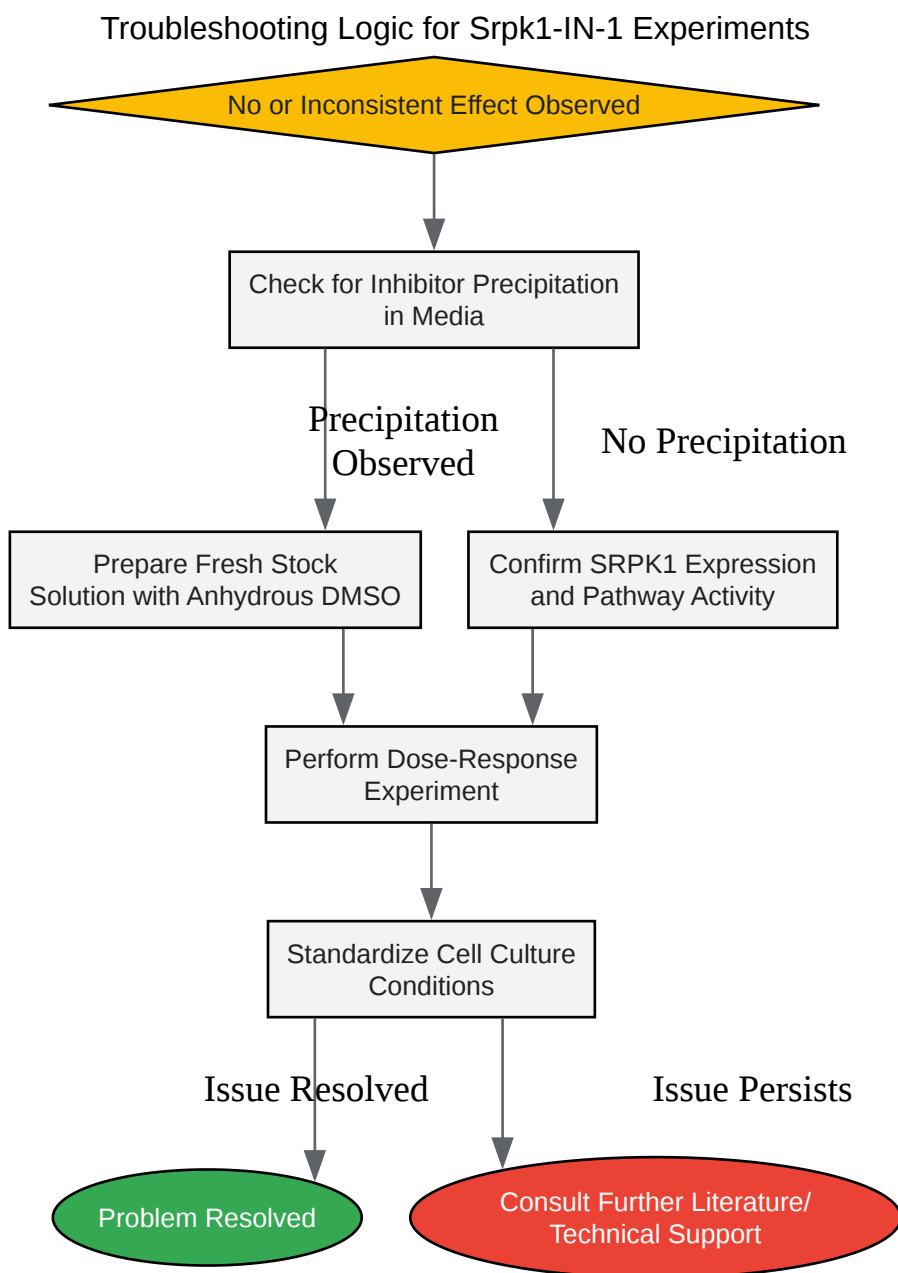 Troubleshooting Logic for Srpk1-IN-1 Experiments
No or Inconsistent Effect Observed
Check for Inhibitor Precipitation
in Media
Precipitation
Observed
No Precipitation
Prepare Fresh Stock
Solution with Anhydrous DMSO
Confirm SRPK1 Expression
and Pathway Activity
Perform Dose-Response
Experiment
Standardize Cell Culture
Conditions
Issue Resolved
Issue Persists
Problem Resolved
Consult Further Literature/
Technical Support